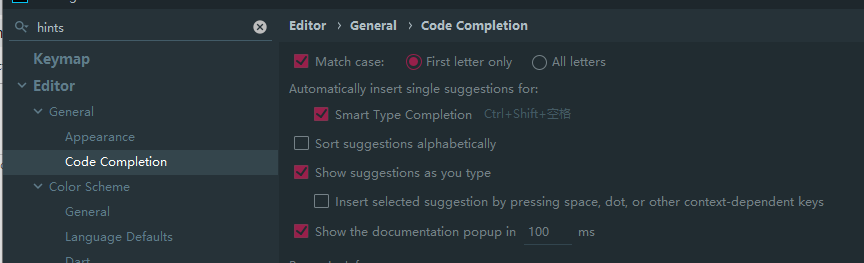 hints
Editor › General › Code Completion
Keymap
Match case: First letter only All letters
Editor
Automatically insert single suggestions for:
General
Smart Type Completion Ctrl+Shift+空格
Appearance
Sort suggestions alphabetically
Code Completion
Show suggestions as you type
Color Scheme
Insert selected suggestion by pressing space, dot, or other context-dependent keys
General
Show the documentation popup in 100 ms
Language Defaults
Dart